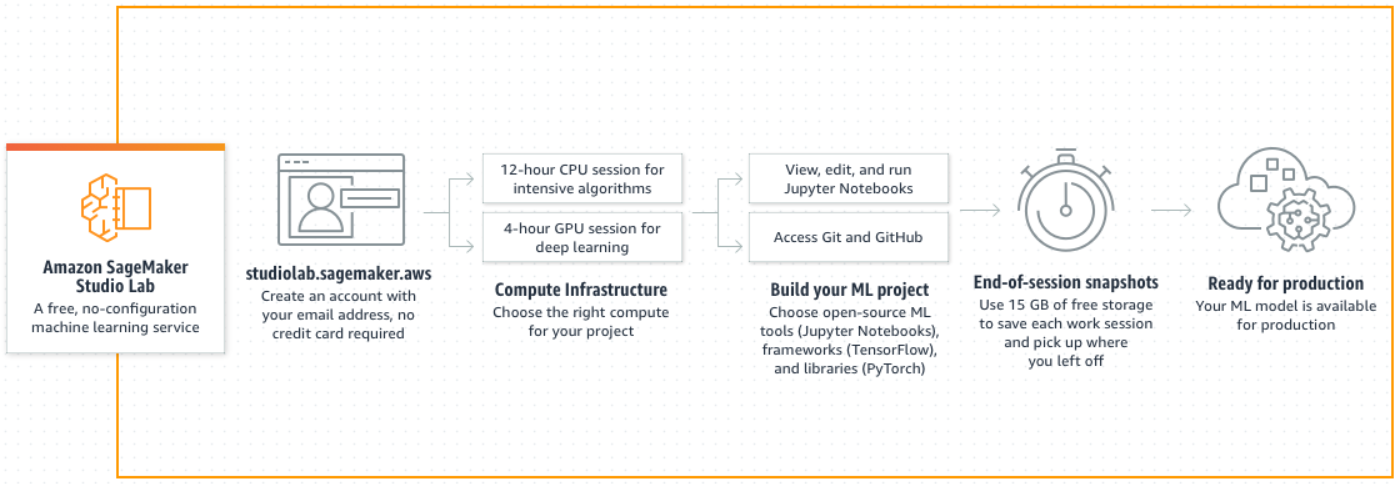 Amazon SageMaker
Studio Lab
A free, no-configuration
machine learning service
studiolab.sagemaker.aws
Create an account with
your email address, no
credit card required
12-hour CPU session for
intensive algorithms
4-hour GPU session for
deep learning
Compute Infrastructure
Choose the right compute
for your project
View, edit, and run
Jupyter Notebooks
Access Git and GitHub
Build your ML project
Choose open-source ML
tools (Jupyter Notebooks),
frameworks (TensorFlow),
and libraries (PyTorch)
End-of-session snapshots
Use 15 GB of free storage
to save each work session
and pick up where
you left off
Ready for production
Your ML model is available
for production